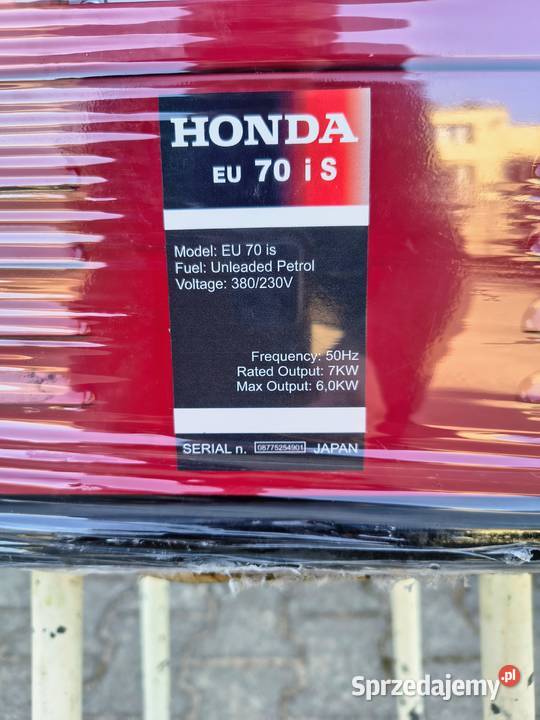 HONDA
EU 70 i S
Model: EU 70 is
Fuel: Unleaded Petrol
Voltage: 380/230V
Frequency: 50Hz
Rated Output: 7KW
Max Output: 6,0KW
SERIAL n. 08775254901 JAPAN
Sprzedajemy.pl